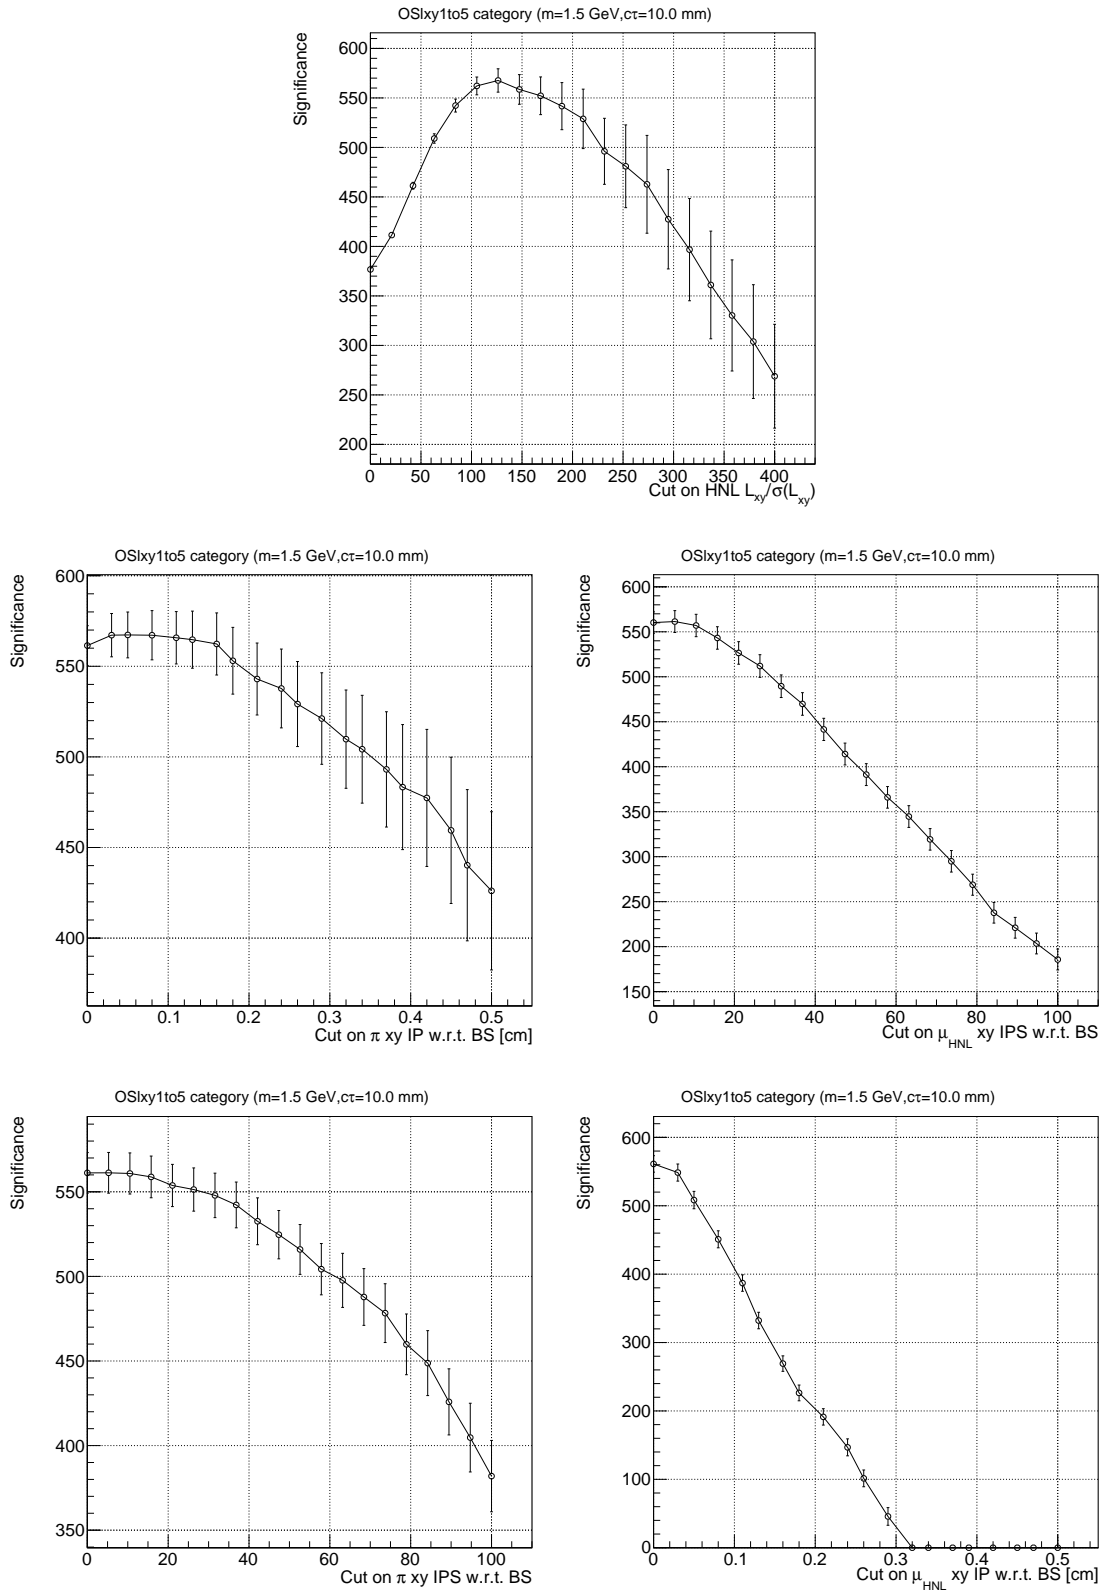 OSlxy1to5 category (m=1.5 GeV,cτ=10.0 mm)
Significance
600
550
500
450
400
350
300
250
200
0 50 100 150 200 250 300 350 400
Cut on HNL Lxy/σ(Lxy)
OSlxy1to5 category (m=1.5 GeV,cτ=10.0 mm)
Significance
600
550
500
450
400
0 0.1 0.2 0.3 0.4 0.5
Cut on π xy IP w.r.t. BS [cm]
OSlxy1to5 category (m=1.5 GeV,cτ=10.0 mm)
Significance
600
550
500
450
400
350
300
250
200
150
0 20 40 60 80 100
Cut on μHNL xy IPS w.r.t. BS
OSlxy1to5 category (m=1.5 GeV,cτ=10.0 mm)
Significance
550
500
450
400
350
0 20 40 60 80 100
Cut on π xy IPS w.r.t. BS
OSlxy1to5 category (m=1.5 GeV,cτ=10.0 mm)
Significance
600
500
400
300
200
100
0
0 0.1 0.2 0.3 0.4 0.5
Cut on μHNL xy IP w.r.t. BS [cm]